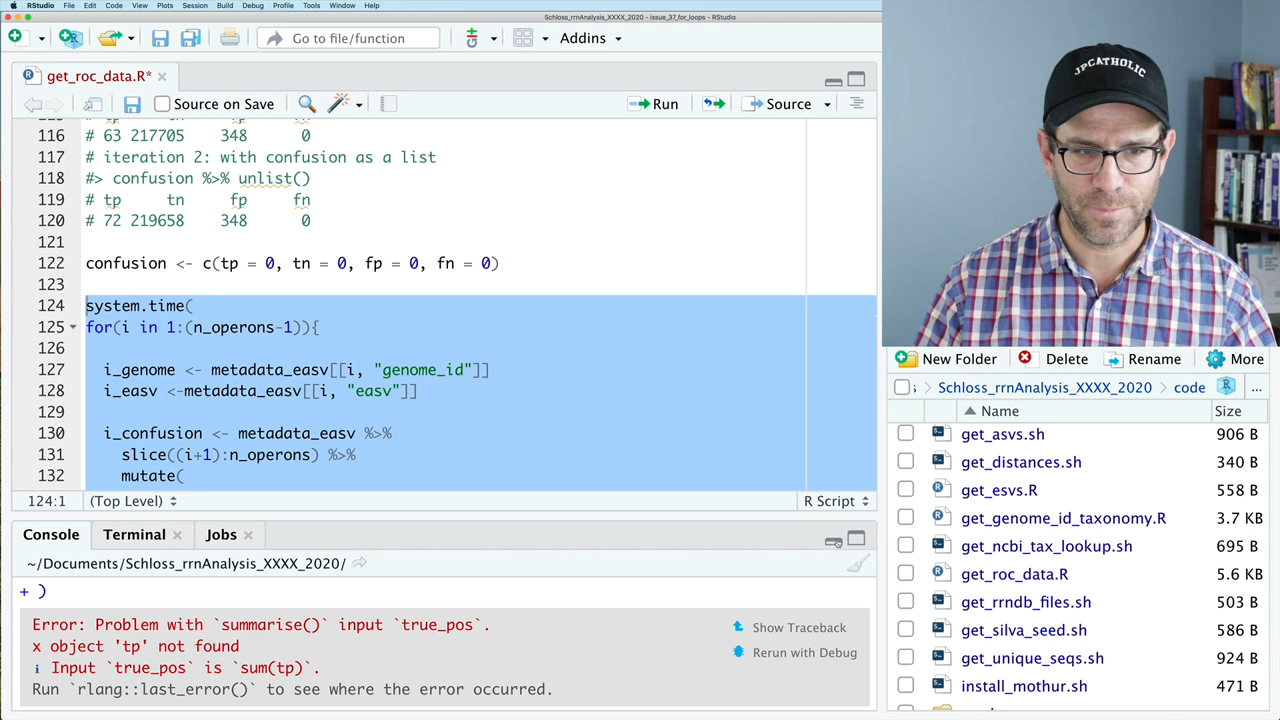 RStudio File Edit Code View Plots Session Build Debug Profile Tools Window Help
Schloss_rrnAnalysis_XXXX_2020 - issue_37_for_loops - RStudio
Go to file/function Addins
get_roc_data.R*
Source on Save Run Source
116 # 63 217705 348 0
117 # iteration 2: with confusion as a list
118 #> confusion %>% unlist()
119 # tp tn fp fn
120 # 72 219658 348 0
121
122 confusion <- c(tp = 0, tn = 0, fp = 0, fn = 0)
123
124 system.time(
125 for(i in 1:(n_operons-1)){
126
127 i_genome <- metadata_easv[[i, "genome_id"]]
128 i_easv <-metadata_easv[[i, "easv"]]
129
130 i_confusion <- metadata_easv %>%
131 slice((i+1):n_operons) %>%
132 mutate(
124:1 (Top Level) R Script
Console Terminal Jobs
~/Documents/Schloss_rrnAnalysis_XXXX_2020/
+ )
Error: Problem with `summarise()` input `true_pos`.
x object 'tp' not found
i Input `true_pos` is `sum(tp)`.
Run `rlang::last_error()` to see where the error occurred.
Show Traceback
Rerun with Debug
JPCATHOLIC
New Folder Delete Rename More
s Schloss_rrnAnalysis_XXXX_2020 code ...
Name Size
get_asvs.sh 906 B
get_distances.sh 340 B
get_esvs.R 558 B
get_genome_id_taxonomy.R 3.7 KB
get_ncbi_tax_lookup.sh 695 B
get_roc_data.R 5.6 KB
get_rrndb_files.sh 503 B
get_silva_seed.sh 586 B
get_unique_seqs.sh 924 B
install_mothur.sh 471 B